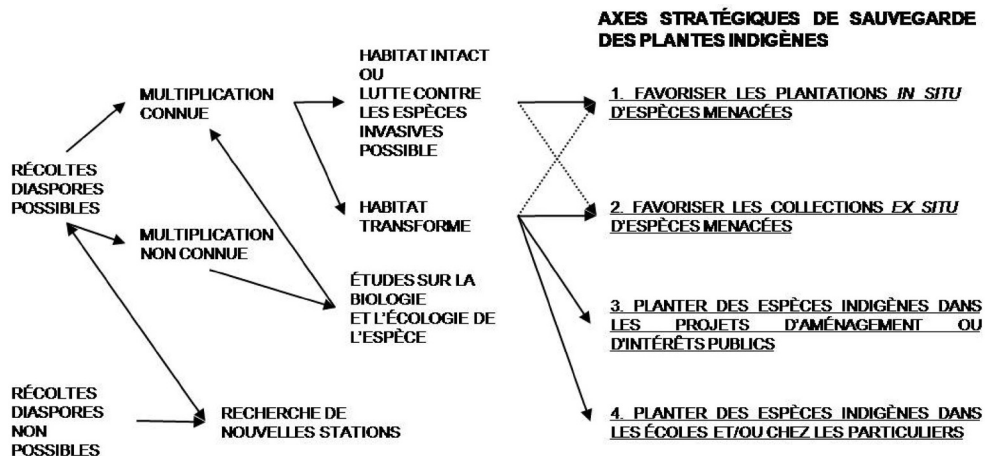 AXES STRATÉGIQUES DE SAUVEGARDE
DES PLANTES INDIGÈNES
RÉCOLTES
DIASPORES
POSSIBLES
MULTIPLICATION
CONNUE
MULTIPLICATION
NON CONNUE
HABITAT INTACT
OU
LUTTE CONTRE
LES ESPÈCES
INVASIVES
POSSIBLE
HABITAT
TRANSFORME
ÉTUDES SUR LA
BIOLOGIE
ET L'ÉCOLOGIE DE
L'ESPÈCE
RÉCOLTES
DIASPORES
NON
POSSIBLES
RECHERCHE DE
NOUVELLES STATIONS
1. FAVORISER LES PLANTATIONS IN SITU
D'ESPÈCES MENACÉES
2. FAVORISER LES COLLECTIONS EX SITU
D'ESPÈCES MENACÉES
3. PLANTER DES ESPÈCES INDIGÈNES DANS
LES PROJETS D'AMÉNAGEMENT OU
D'INTÉRÊTS PUBLICS
4. PLANTER DES ESPÈCES INDIGÈNES DANS
LES ÉCOLES ET/OU CHEZ LES PARTICULIERS